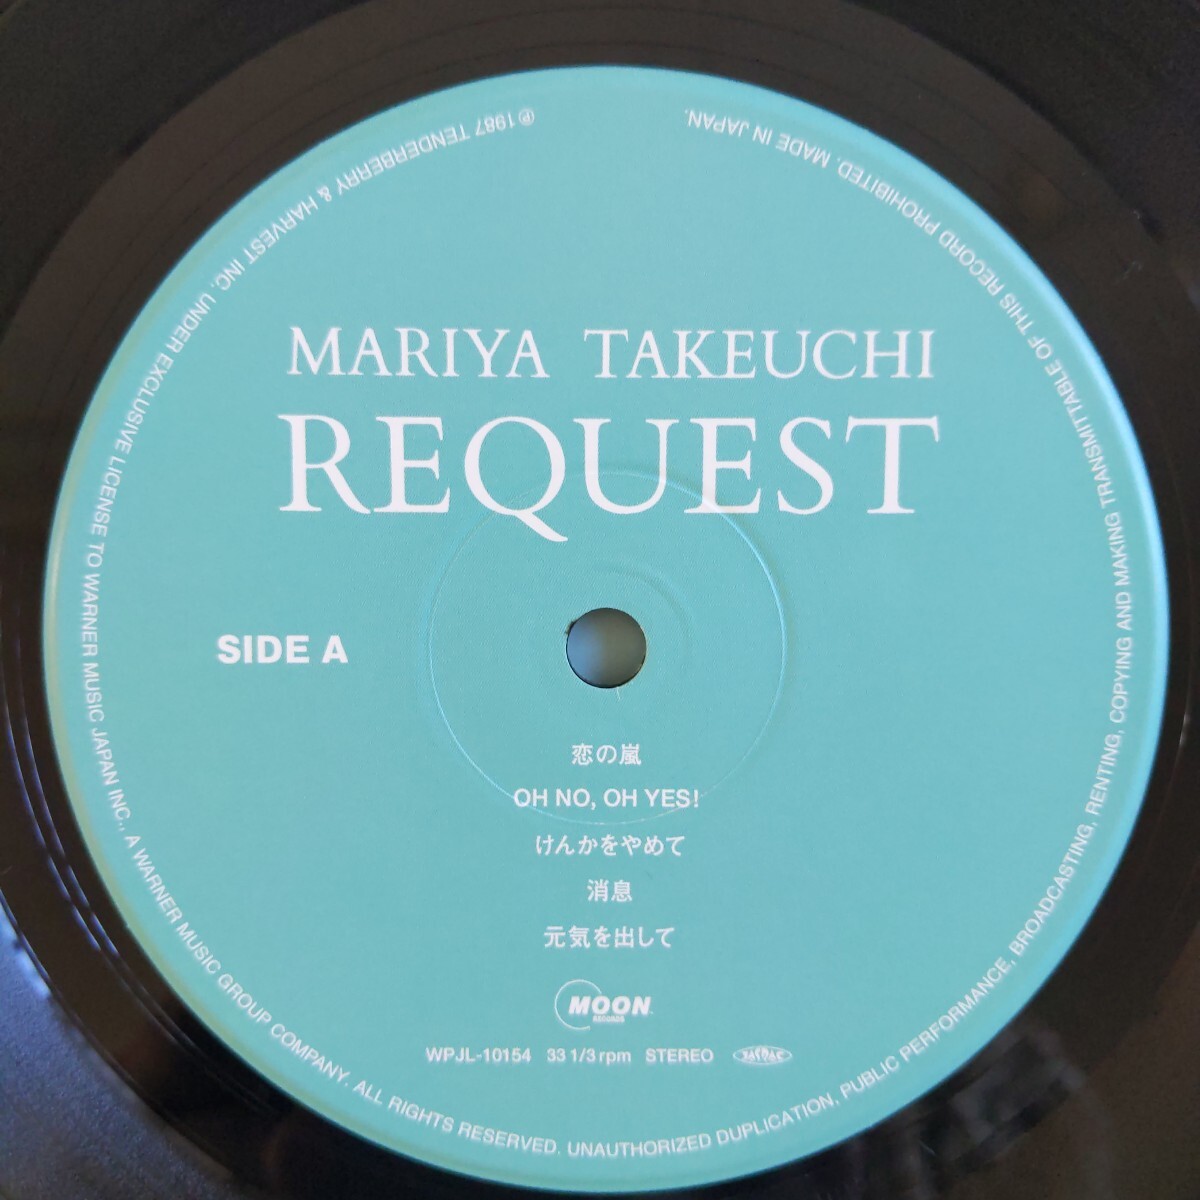 MARIYA TAKEUCHI
REQUEST
SIDE A
恋の嵐
OH NO, OH YES!
けんかをやめて
消息
元気を出して
MOON
RECORDS
WPJL-10154 33 1/3 rpm STEREO
℗1987 TENDERBERRY & HARVEST INC. UNDER EXCLUSIVE LICENSE TO WARNER MUSIC JAPAN INC., A WARNER MUSIC GROUP COMPANY. ALL RIGHTS RESERVED. UNAUTHORIZED DUPLICATION, PUBLIC PERFORMANCE, BROADCASTING, RENTING, COPYING AND MAKING TRANSMITTABLE OF THIS RECORD PROHIBITED. MADE IN JAPAN.